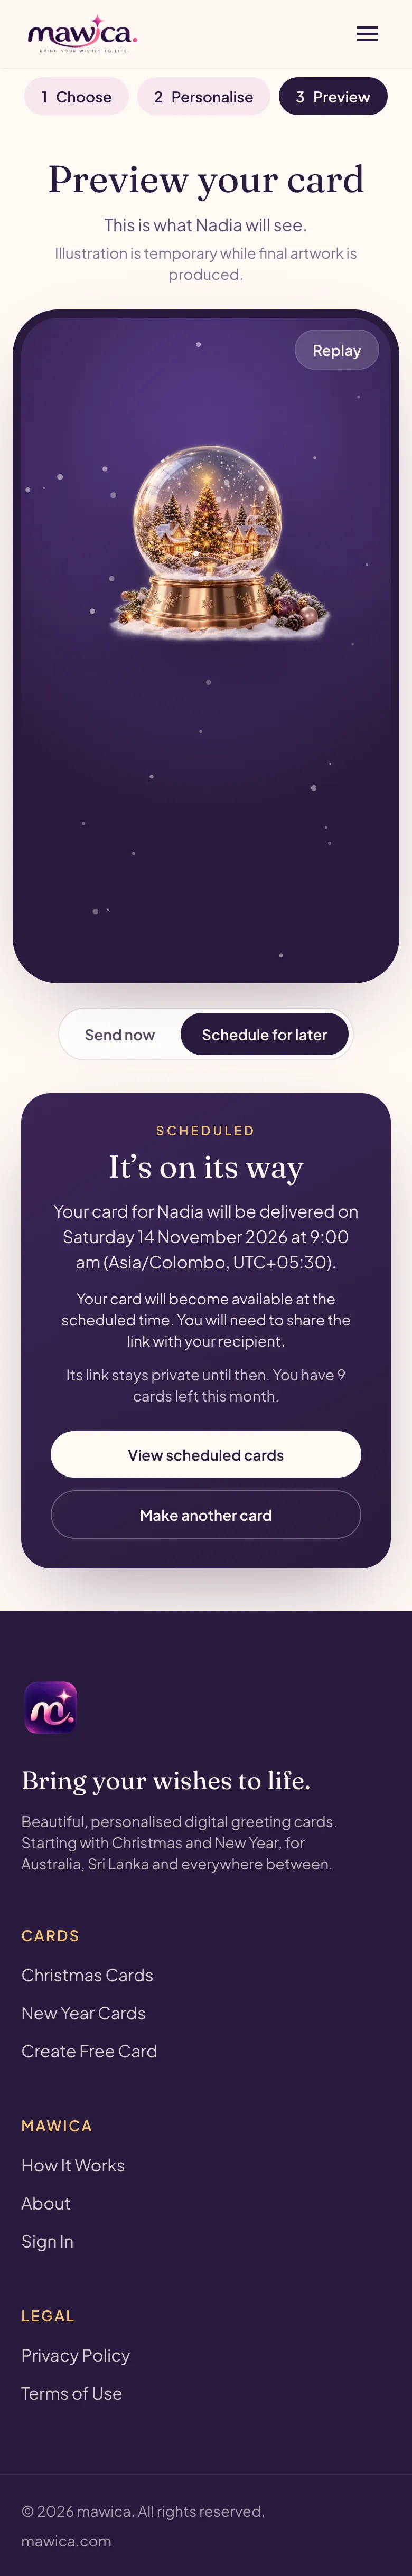 mawica.
BRING YOUR WISHES TO LIFE.
1 Choose
2 Personalise
3 Preview
Preview your card
This is what Nadia will see.
Illustration is temporary while final artwork is
produced.
Replay
Send now
Schedule for later
SCHEDULED
It’s on its way
Your card for Nadia will be delivered on
Saturday 14 November 2026 at 9:00
am (Asia/Colombo, UTC+05:30).
Your card will become available at the
scheduled time. You will need to share the
link with your recipient.
Its link stays private until then. You have 9
cards left this month.
View scheduled cards
Make another card
m.
Bring your wishes to life.
Beautiful, personalised digital greeting cards.
Starting with Christmas and New Year, for
Australia, Sri Lanka and everywhere between.
CARDS
Christmas Cards
New Year Cards
Create Free Card
MAWICA
How It Works
About
Sign In
LEGAL
Privacy Policy
Terms of Use
© 2026 mawica. All rights reserved.
mawica.com